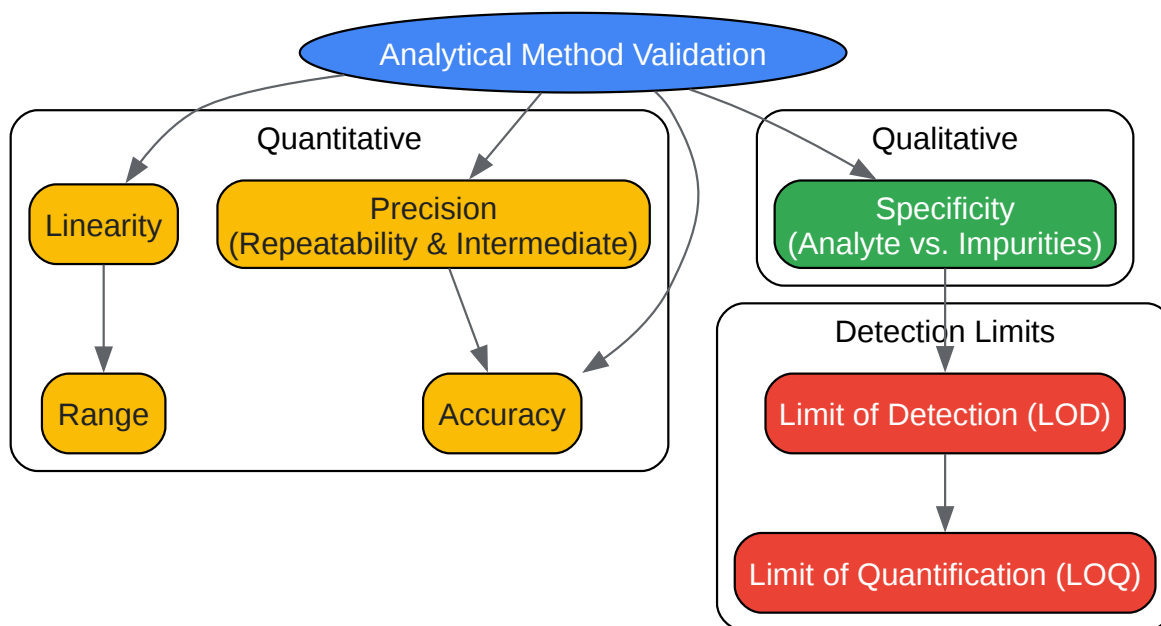 Analytical Method Validation
Quantitative
Qualitative
Linearity
Precision
(Repeatability & Intermediate)
Specificity
(Analyte vs. Impurities)
Detection Limits
Range
Accuracy
Limit of Detection (LOD)
Limit of Quantification (LOQ)